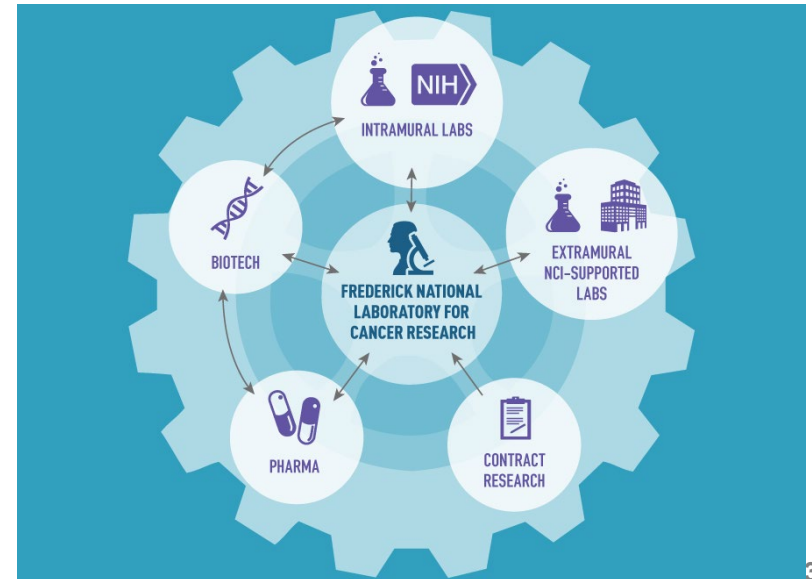 NIH
INTRAMURAL LABS
BIOTECH
EXTRAMURAL
NCI-SUPPORTED
LABS
FREDERICK NATIONAL
LABORATORY FOR
CANCER RESEARCH
PHARMA
CONTRACT
RESEARCH